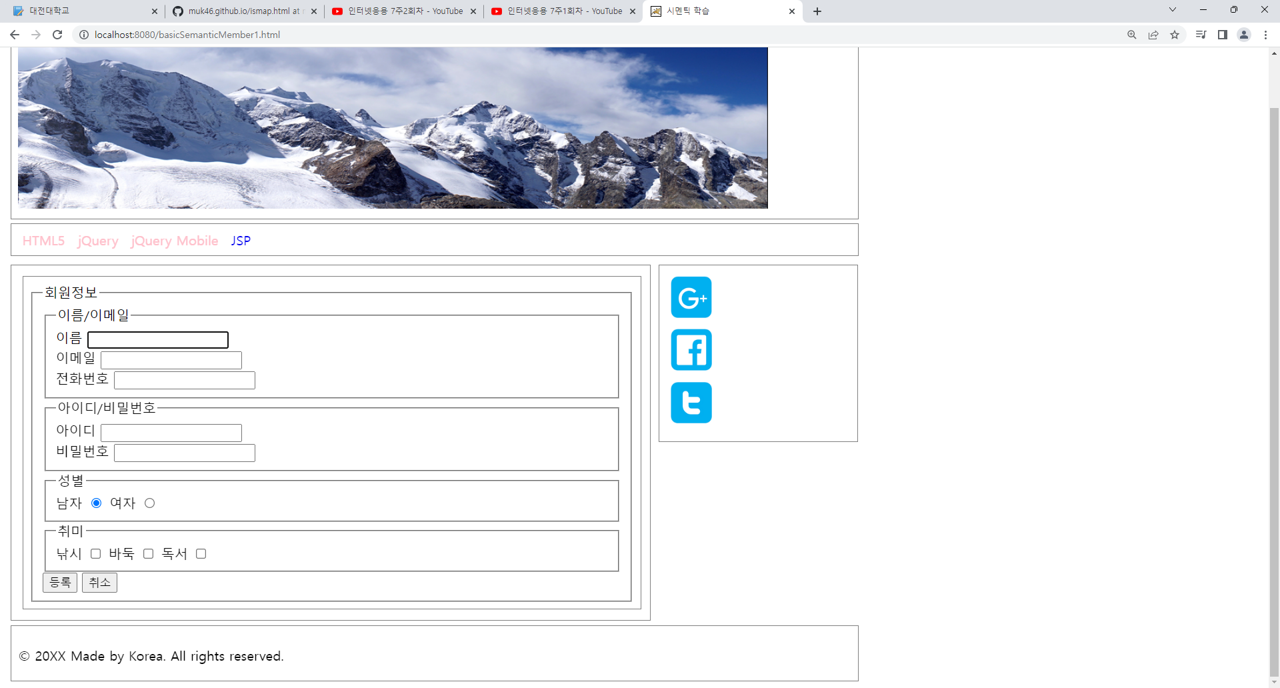 대전대학교 muk46.github.io/ismap.html at 인터넷응용 7주2회차 - YouTube 인터넷응용 7주1회차 - YouTube 시멘틱 학습
localhost:8080/basicSemanticMember1.html
HTML5 jQuery jQuery Mobile JSP
회원정보
이름/이메일
이름
이메일
전화번호
아이디/비밀번호
아이디
비밀번호
성별
남자 여자
취미
낚시 바둑 독서
등록 취소
G+
f
t
© 20XX Made by Korea. All rights reserved.